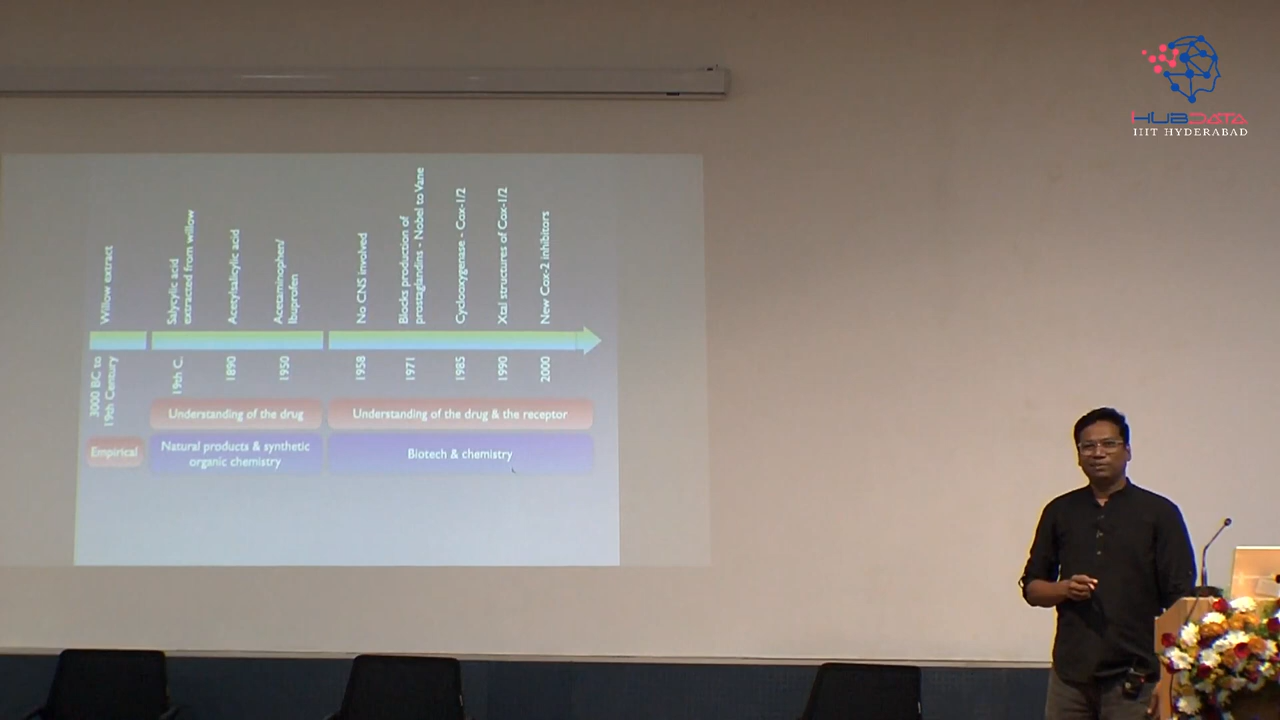 HUBDATA
IIIT HYDERABAD
Willow extract
Salycylic acid
extracted from willow
Acetylsalicylic acid
Acetaminophen/
Ibuprofen
No CNS involved
Blocks production of
prostaglandins - Nobel to Vane
Cyclooxygenase - Cox-1/2
Xtal structures of Cox-1/2
New Cox-2 inhibitors
3000 BC to
19th Century
19th C.
1890
1950
1958
1971
1985
1990
2000
Understanding of the drug
Understanding of the drug & the receptor
Empirical
Natural products & synthetic
organic chemistry
Biotech & chemistry